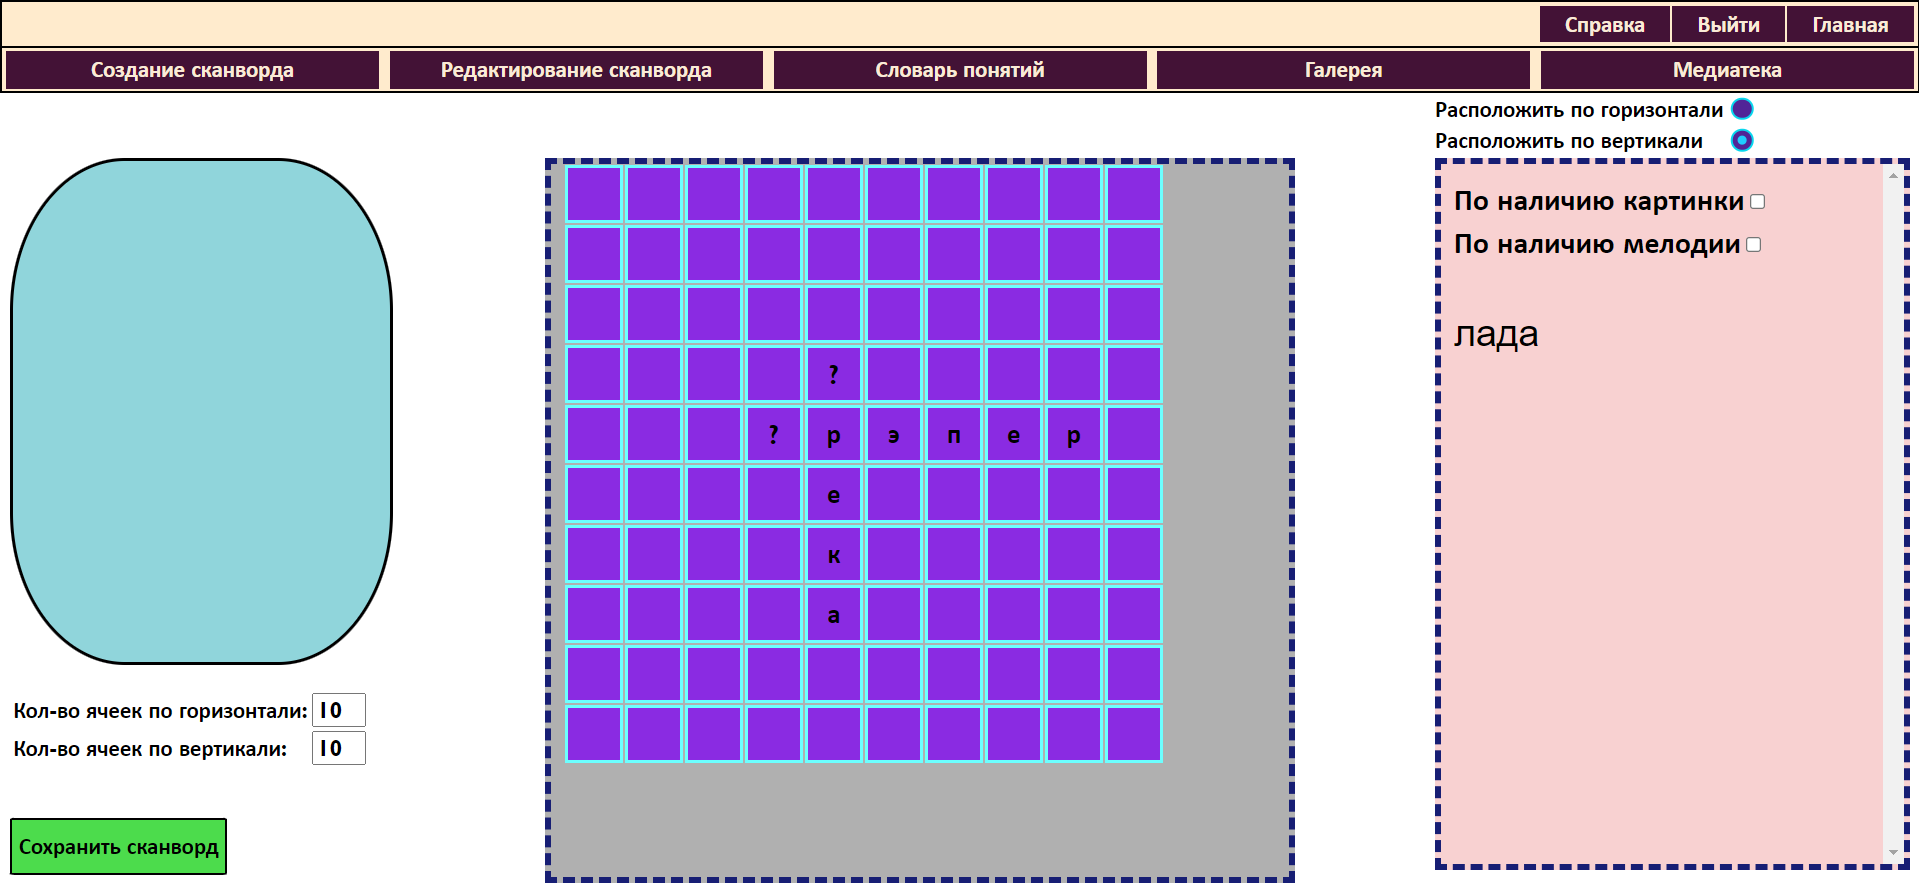 Справка Выйти Главная
Создание сканворда Редактирование сканворда Словарь понятий Галерея Медиатека
Расположить по горизонтали
Расположить по вертикали
По наличию картинки
По наличию мелодии
лада
?
? р э п е р
е
к
а
Кол-во ячеек по горизонтали: 10
Кол-во ячеек по вертикали: 10
Сохранить сканворд